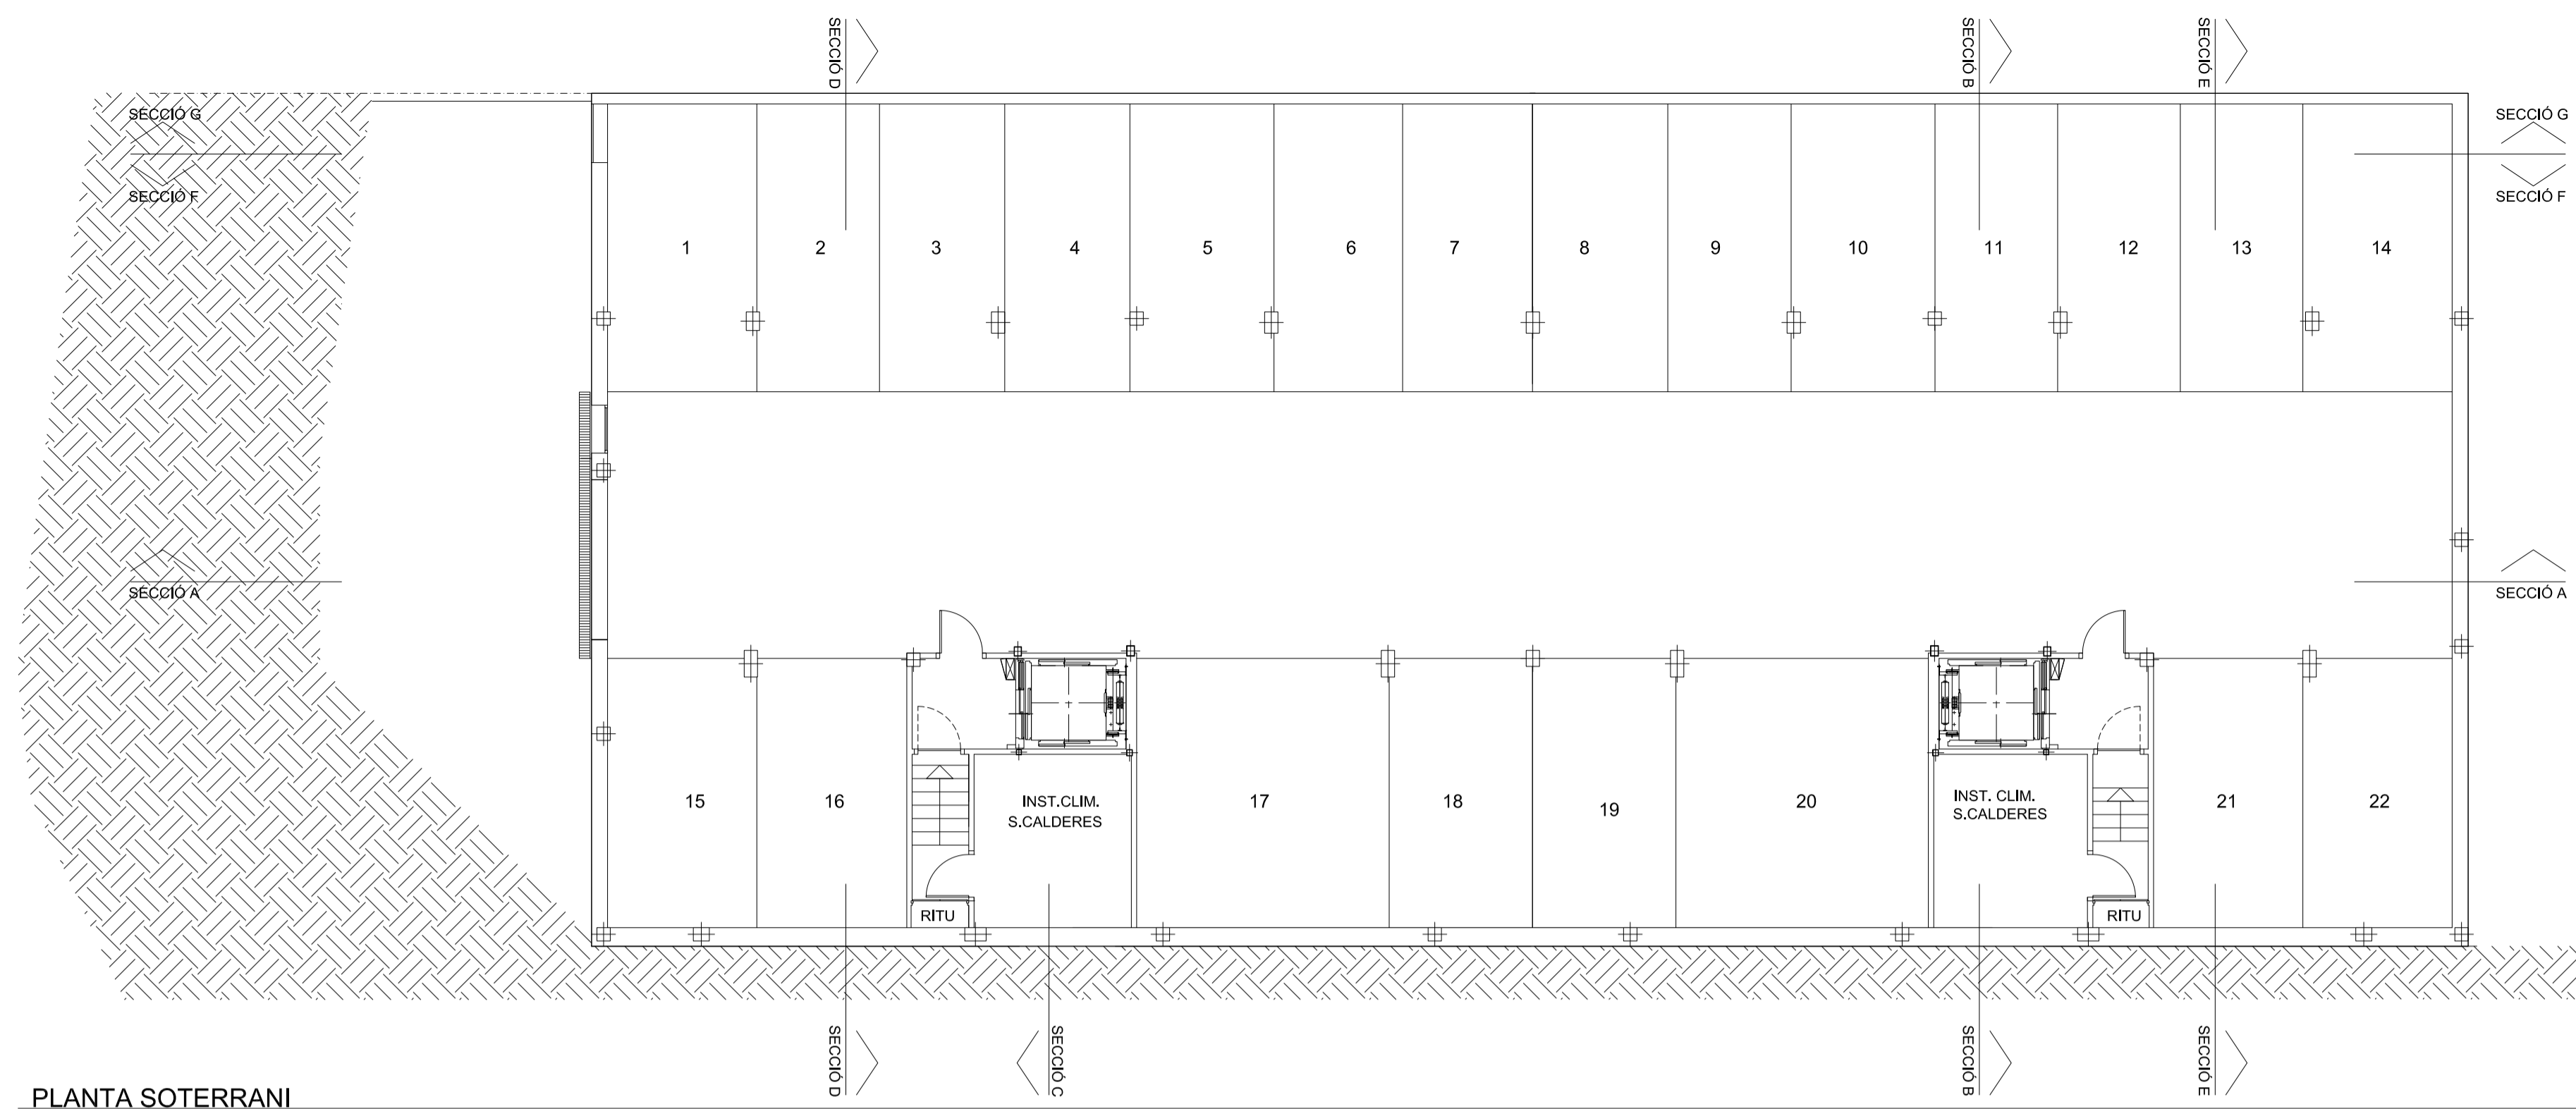 SECCIÓ D
SECCIÓ B
SECCIÓ E
SECCIÓ G
SECCIÓ G
SECCIÓ F
SECCIÓ F
1
2
3
4
5
6
7
8
9
10
11
12
13
14
SECCIÓ A
SECCIÓ A
15
16
INST.CLIM.
S.CALDERES
17
18
19
20
INST. CLIM.
S.CALDERES
21
22
RITU
RITU
SECCIÓ D
SECCIÓ C
SECCIÓ B
SECCIÓ E
PLANTA SOTERRANI